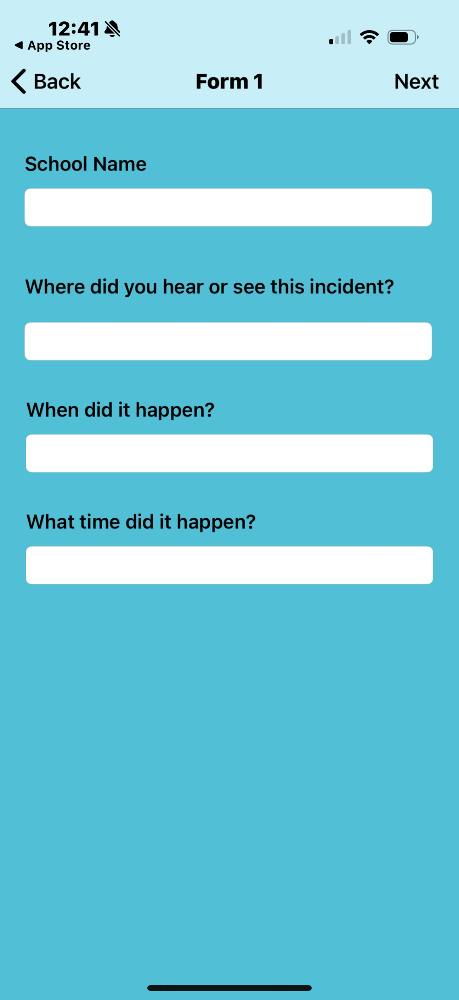 12:41
◀ App Store
Back
Form 1
Next
School Name
Where did you hear or see this incident?
When did it happen?
What time did it happen?